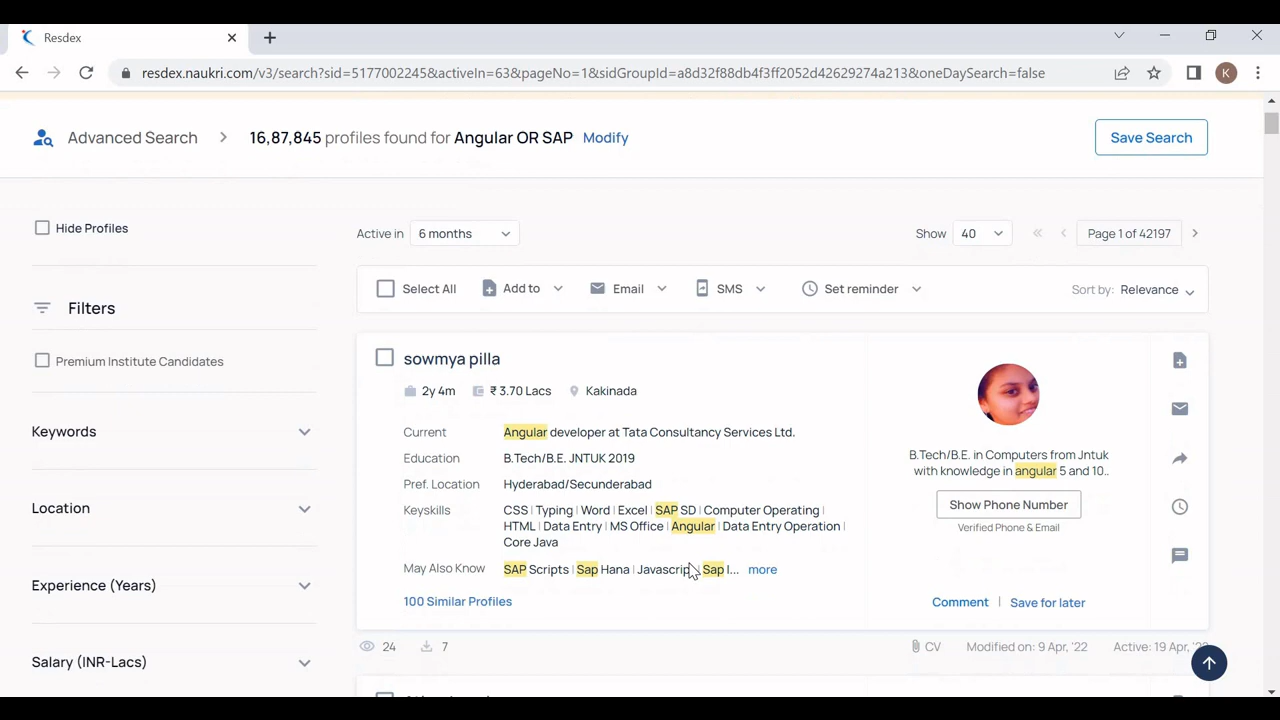 Resdex
resdex.naukri.com/v3/search?sid=5177002245&activeIn=63&pageNo=1&sidGroupId=a8d32f88db4f3ff2052d42629274a213&oneDaySearch=false
K
Advanced Search > 16,87,845 profiles found for Angular OR SAP Modify
Save Search
Hide Profiles
Active in 6 months
Show 40 Page 1 of 42197
Filters
Select All Add to Email SMS Set reminder
Sort by: Relevance
Premium Institute Candidates
Keywords
Location
Experience (Years)
Salary (INR-Lacs)
sowmya pilla
2y 4m ₹ 3.70 Lacs Kakinada
Current Angular developer at Tata Consultancy Services Ltd.
Education B.Tech/B.E. JNTUK 2019
Pref. Location Hyderabad/Secunderabad
Keyskills CSS | Typing | Word | Excel | SAP SD | Computer Operating |
HTML | Data Entry | MS Office | Angular | Data Entry Operation |
Core Java
May Also Know SAP Scripts | Sap Hana | Javascrip | Sap I... more
100 Similar Profiles
B.Tech/B.E. in Computers from Jntuk
with knowledge in angular 5 and 10..
Show Phone Number
Verified Phone & Email
Comment | Save for later
24 7
CV Modified on: 9 Apr, '22 Active: 19 Apr,